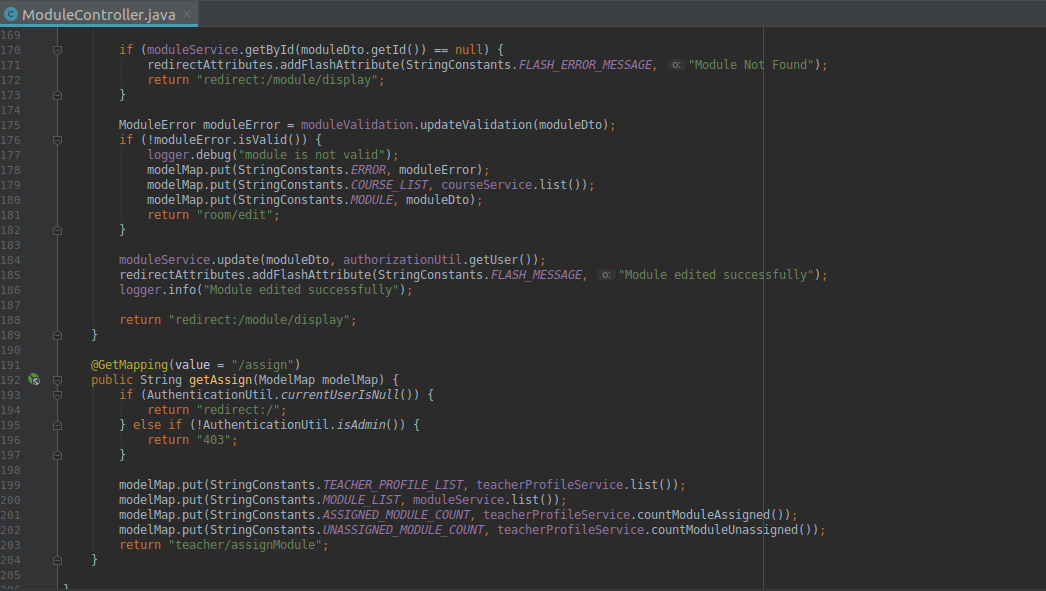 ModuleController.java ×
169
170 if (moduleService.getById(moduleDto.getId()) == null) {
171 redirectAttributes.addFlashAttribute(StringConstants.FLASH_ERROR_MESSAGE, o: "Module Not Found");
172 return "redirect:/module/display";
173 }
174
175 ModuleError moduleError = moduleValidation.updateValidation(moduleDto);
176 if (!moduleError.isValid()) {
177 logger.debug("module is not valid");
178 modelMap.put(StringConstants.ERROR, moduleError);
179 modelMap.put(StringConstants.COURSE_LIST, courseService.list());
180 modelMap.put(StringConstants.MODULE, moduleDto);
181 return "room/edit";
182 }
183
184 moduleService.update(moduleDto, authorizationUtil.getUser());
185 redirectAttributes.addFlashAttribute(StringConstants.FLASH_MESSAGE, o: "Module edited successfully");
186 logger.info("Module edited successfully");
187
188 return "redirect:/module/display";
189 }
190
191 @GetMapping(value = "/assign")
192 public String getAssign(ModelMap modelMap) {
193 if (AuthenticationUtil.currentUserIsNull()) {
194 return "redirect:/";
195 } else if (!AuthenticationUtil.isAdmin()) {
196 return "403";
197 }
198
199 modelMap.put(StringConstants.TEACHER_PROFILE_LIST, teacherProfileService.list());
200 modelMap.put(StringConstants.MODULE_LIST, moduleService.list());
201 modelMap.put(StringConstants.ASSIGNED_MODULE_COUNT, teacherProfileService.countModuleAssigned());
202 modelMap.put(StringConstants.UNASSIGNED_MODULE_COUNT, teacherProfileService.countModuleUnassigned());
203 return "teacher/assignModule";
204 }
205
206 }